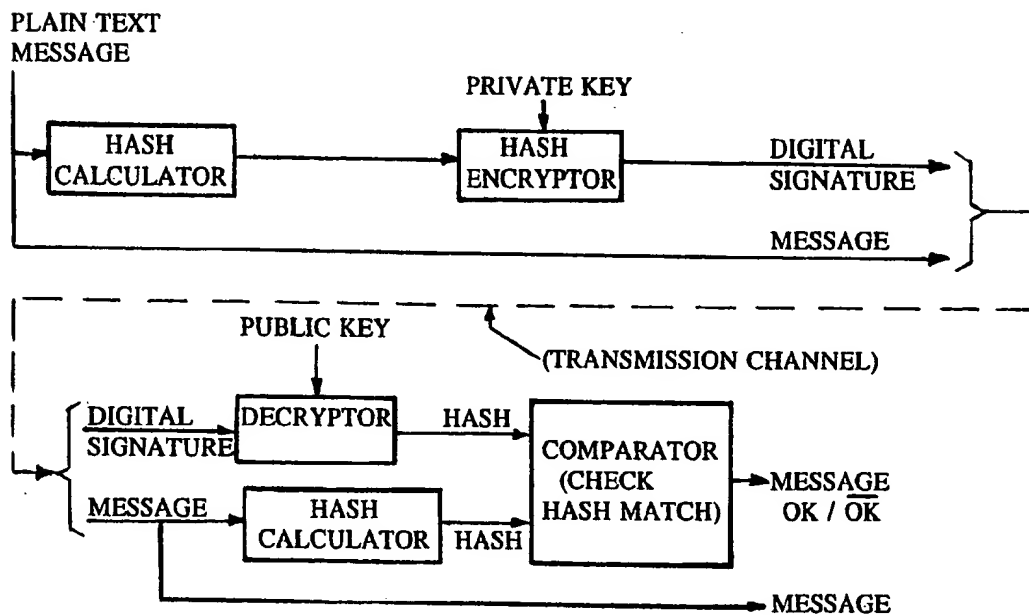 PLAIN TEXT
MESSAGE
PRIVATE KEY
HASH
CALCULATOR
HASH
ENCRYPTOR
DIGITAL
SIGNATURE
MESSAGE
PUBLIC KEY
(TRANSMISSION CHANNEL)
DIGITAL
SIGNATURE
DECRYPTOR
HASH
COMPARATOR
(CHECK
HASH MATCH)
MESSAGE
OK / O̅K̅
MESSAGE
HASH
CALCULATOR
HASH
MESSAGE